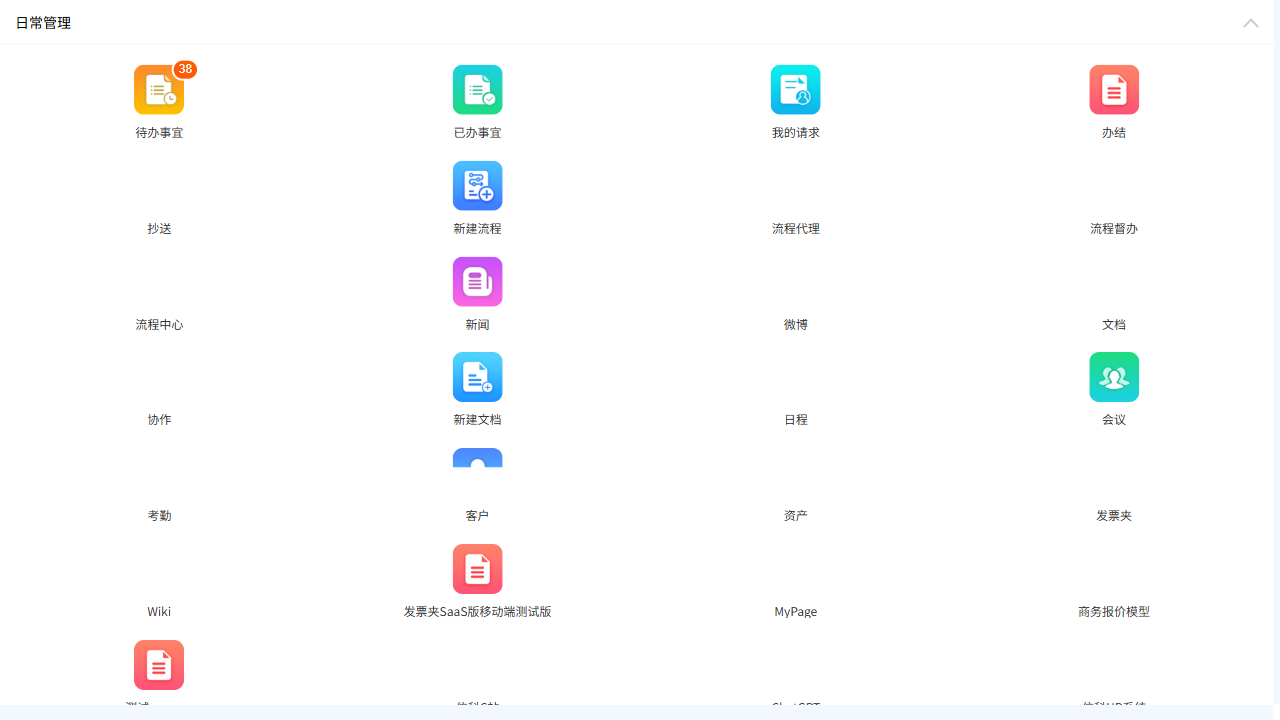 日常管理
38
待办事宜
已办事宜
我的请求
办结
抄送
新建流程
流程代理
流程督办
流程中心
新闻
微博
文档
协作
新建文档
日程
会议
考勤
客户
资产
发票夹
Wiki
发票夹SaaS版移动端测试版
MyPage
商务报价模型